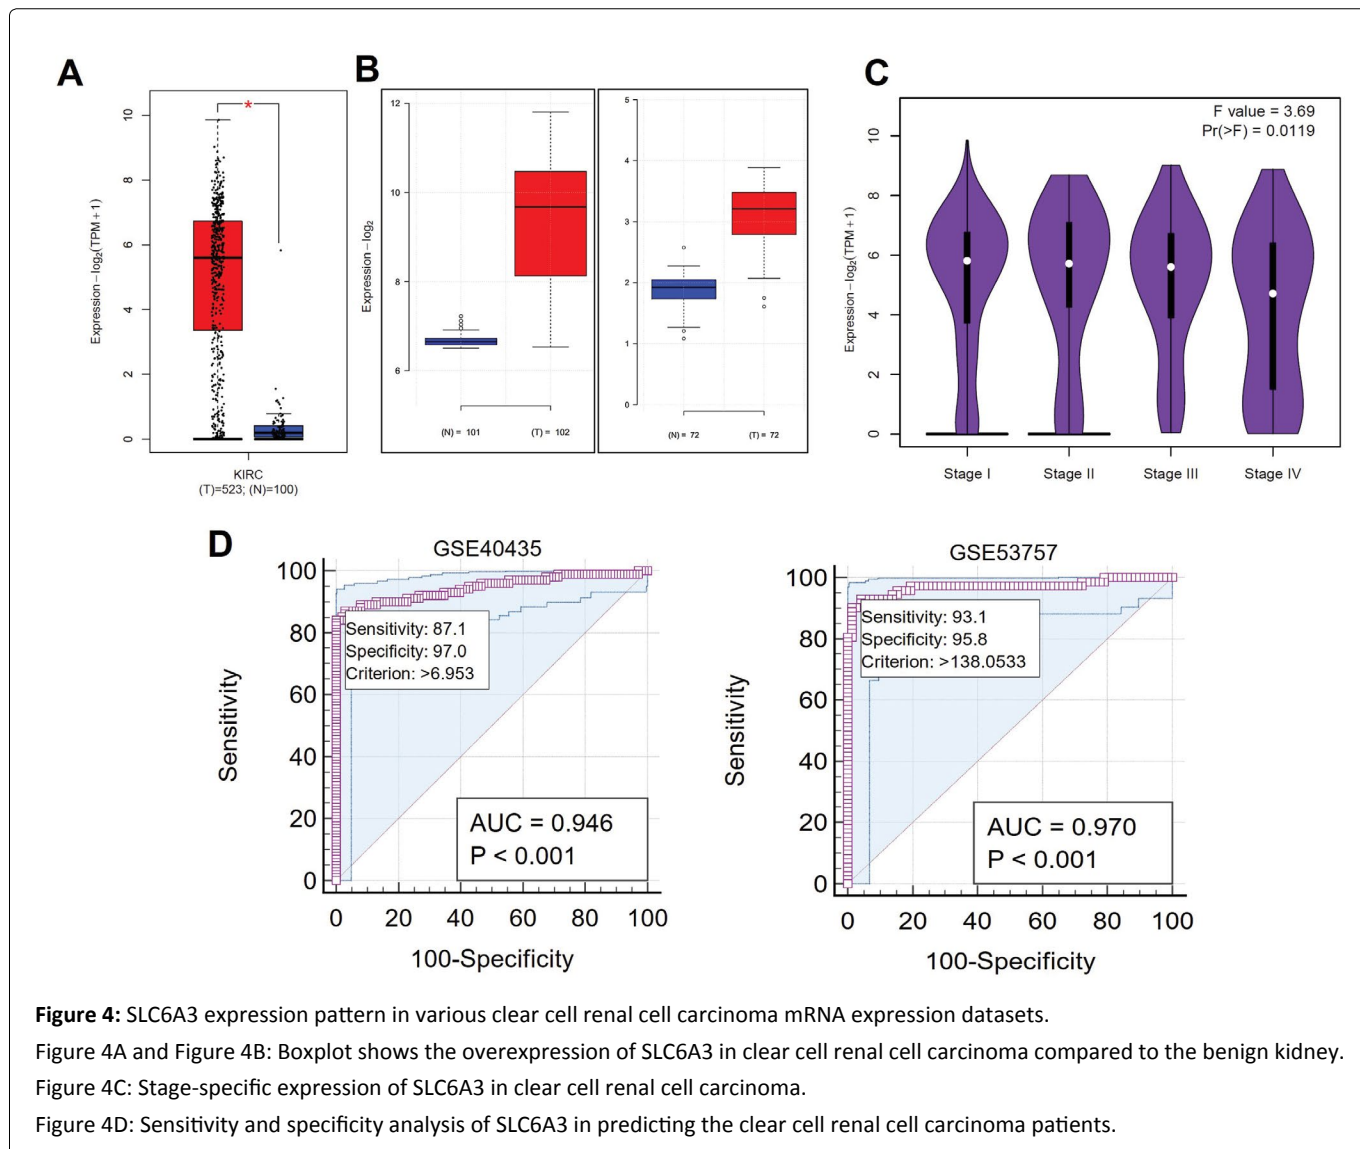 A
Expression – log₂(TPM + 1)
10
8
6
4
2
0
*
KIRC
(T)=523; (N)=100)
B
Expression – log₂
12
10
8
6
(N) = 101
(T) = 102
5
4
3
2
1
0
(N) = 72
(T) = 72
C
F value = 3.69
Pr(>F) = 0.0119
Expression – log₂(TPM + 1)
10
8
6
4
2
0
Stage I
Stage II
Stage III
Stage IV
D
GSE40435
Sensitivity
100
80
60
40
20
0
Sensitivity: 87.1
Specificity: 97.0
Criterion: >6.953
AUC = 0.946
P < 0.001
0 20 40 60 80 100
100-Specificity
GSE53757
Sensitivity
100
80
60
40
20
0
Sensitivity: 93.1
Specificity: 95.8
Criterion: >138.0533
AUC = 0.970
P < 0.001
0 20 40 60 80 100
100-Specificity
Figure 4: SLC6A3 expression pattern in various clear cell renal cell carcinoma mRNA expression datasets.
Figure 4A and Figure 4B: Boxplot shows the overexpression of SLC6A3 in clear cell renal cell carcinoma compared to the benign kidney.
Figure 4C: Stage-specific expression of SLC6A3 in clear cell renal cell carcinoma.
Figure 4D: Sensitivity and specificity analysis of SLC6A3 in predicting the clear cell renal cell carcinoma patients.